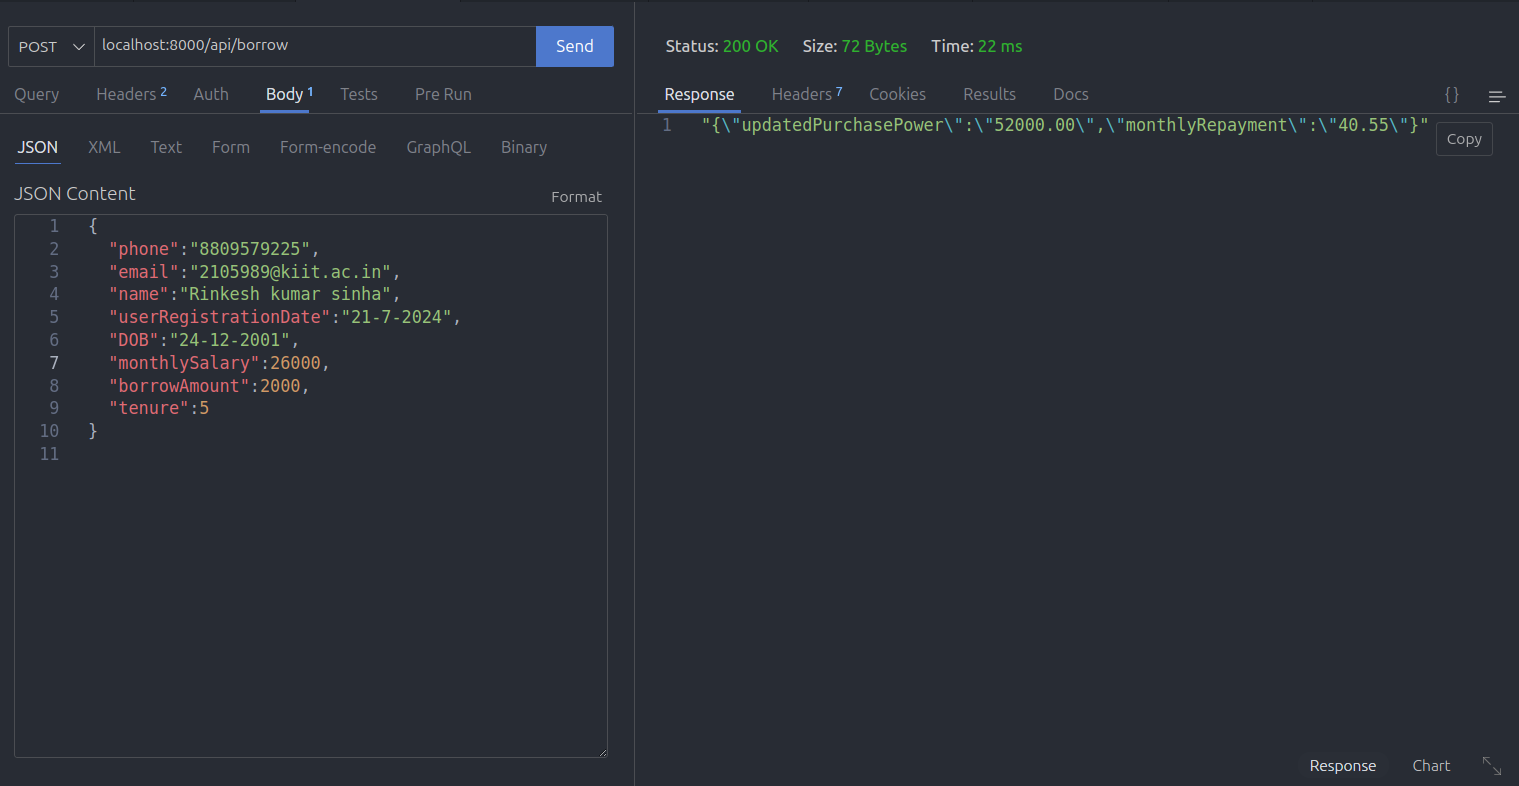 POST localhost:8000/api/borrow Send
Query Headers 2 Auth Body 1 Tests Pre Run
JSON XML Text Form Form-encode GraphQL Binary
JSON Content Format
1 {
2 "phone":"8809579225",
3 "email":"2105989@kiit.ac.in",
4 "name":"Rinkesh kumar sinha",
5 "userRegistrationDate":"21-7-2024",
6 "DOB":"24-12-2001",
7 "monthlySalary":26000,
8 "borrowAmount":2000,
9 "tenure":5
10 }
11
Status: 200 OK Size: 72 Bytes Time: 22 ms
Response Headers 7 Cookies Results Docs {}
1 "{\"updatedPurchasePower\":\"52000.00\",\"monthlyRepayment\":\"40.55\"}"
Copy
Response Chart